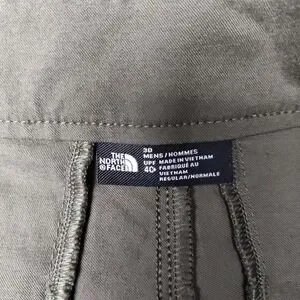 THE
NORTH
FACE
30
MENS / HOMMES
UPF MADE IN VIETNAM
40+ FABRIQUÉ AU
VIETNAM
REGULAR/NORMALE